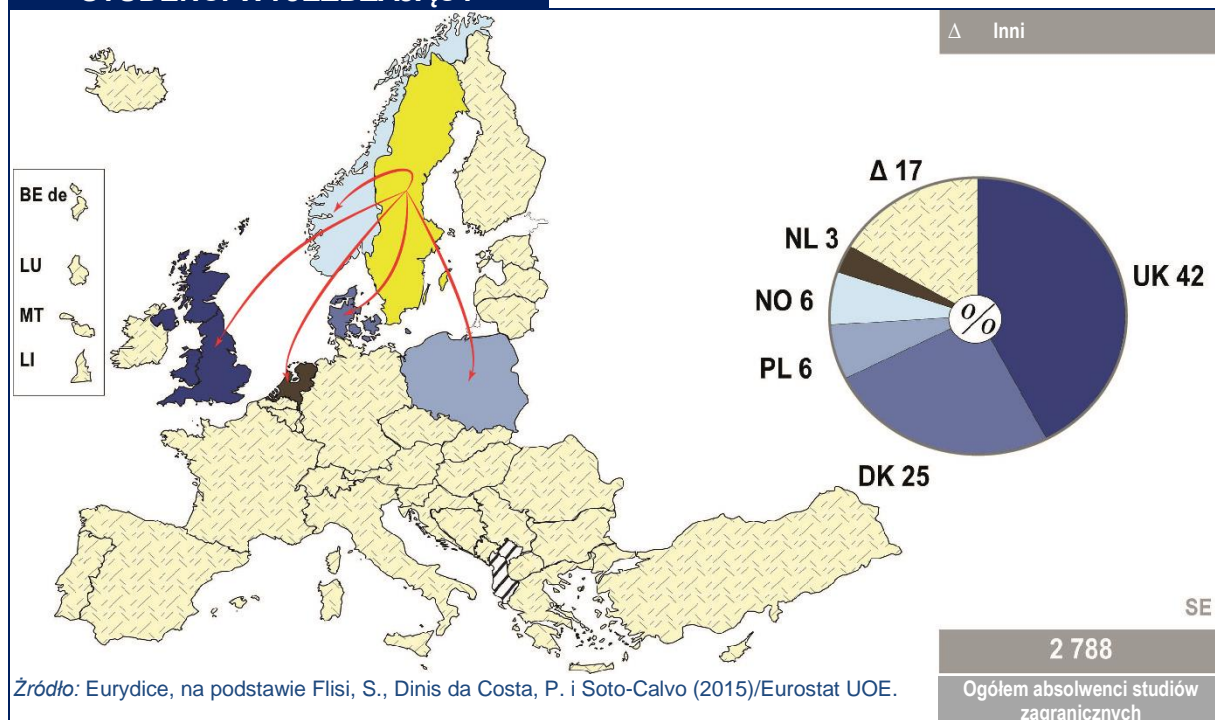 Δ Inni
BE de
LU
MT
LI
Δ 17
NL 3
NO 6
PL 6
DK 25
UK 42
%
SE
2 788
Ogółem absolwenci studiów
zagranicznych
Źródło: Eurydice, na podstawie Flisi, S., Dinis da Costa, P. i Soto-Calvo (2015)/Eurostat UOE.